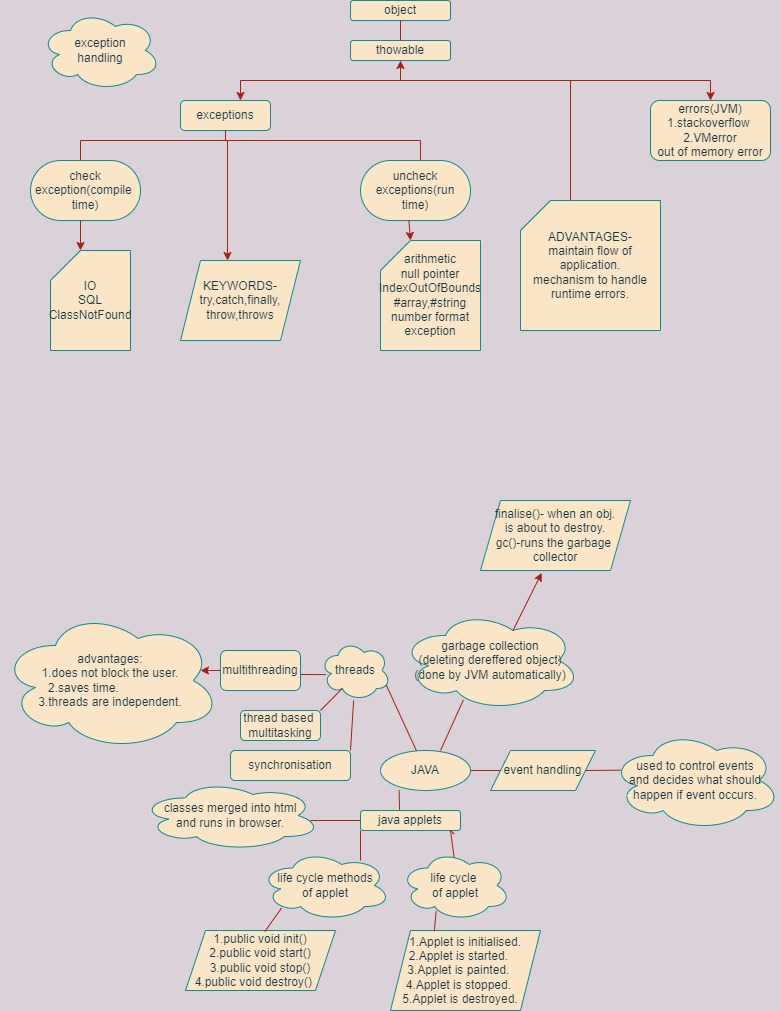 object
exception
handling
thowable
exceptions
errors(JVM)
1.stackoverflow
2.VMerror
out of memory error
check
exception(compile
time)
uncheck
exceptions(run
time)
IO
SQL
ClassNotFound
KEYWORDS-
try,catch,finally,
throw,throws
arithmetic
null pointer
IndexOutOfBounds
#array,#string
number format
exception
ADVANTAGES-
maintain flow of
application.
mechanism to handle
runtime errors.
finalise()- when an obj.
is about to destroy.
gc()-runs the garbage
collector
garbage collection
(deleting dereffered object)
(done by JVM automatically)
advantages:
1.does not block the user.
2.saves time.
3.threads are independent.
multithreading
threads
thread based
multitasking
synchronisation
JAVA
event handling
used to control events
and decides what should
happen if event occurs.
classes merged into html
and runs in browser.
java applets
life cycle methods
of applet
life cycle
of applet
1.public void init()
2.public void start()
3.public void stop()
4.public void destroy()
1.Applet is initialised.
2.Applet is started.
3.Applet is painted.
4.Applet is stopped.
5.Applet is destroyed.